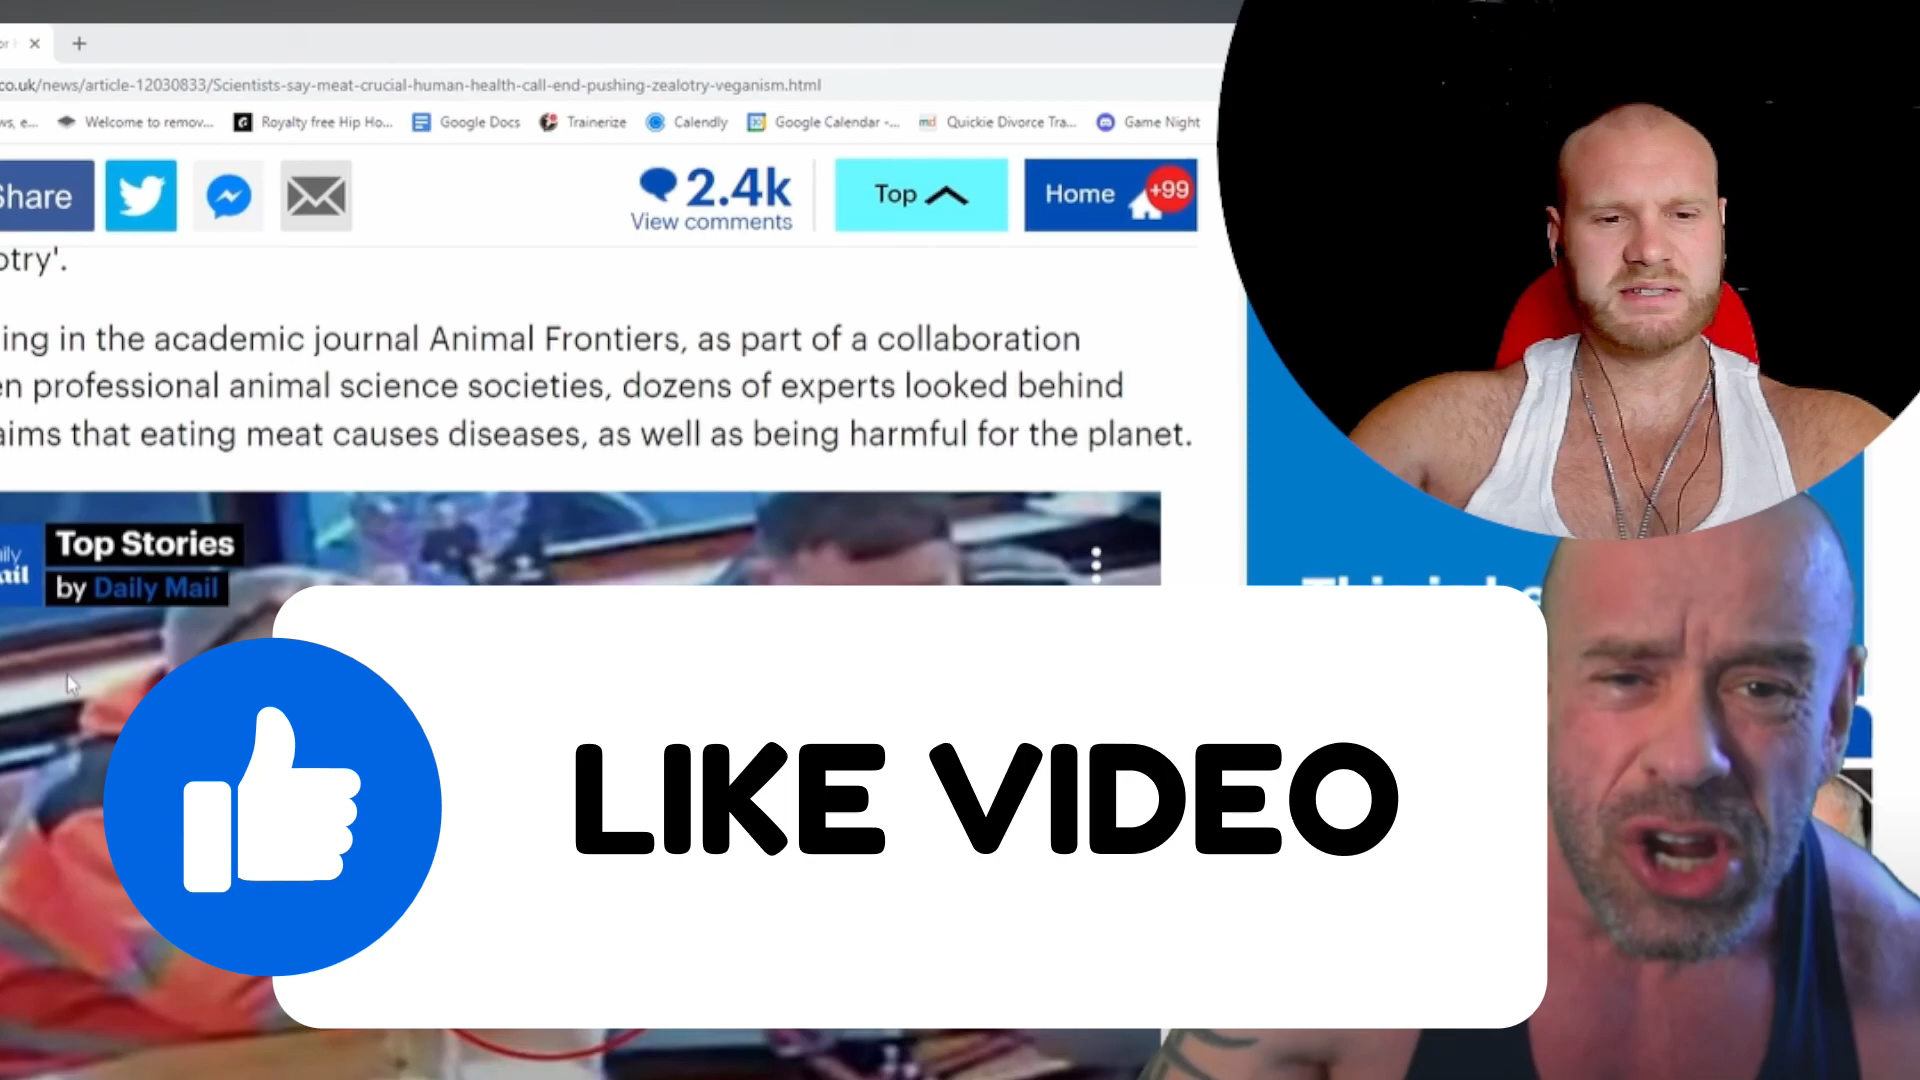 co.uk/news/article-12030833/Scientists-say-meat-crucial-human-health-call-end-pushing-zealotry-veganism.html
ws, e...
Welcome to remov...
Royalty free Hip Ho...
Google Docs
Trainerize
Calendly
Google Calendar -...
Quickie Divorce Tra...
Game Night
Share
2.4k
View comments
Top
Home
+99
otry'.
ing in the academic journal Animal Frontiers, as part of a collaboration
en professional animal science societies, dozens of experts looked behind
aims that eating meat causes diseases, as well as being harmful for the planet.
Top Stories
by Daily Mail
LIKE VIDEO